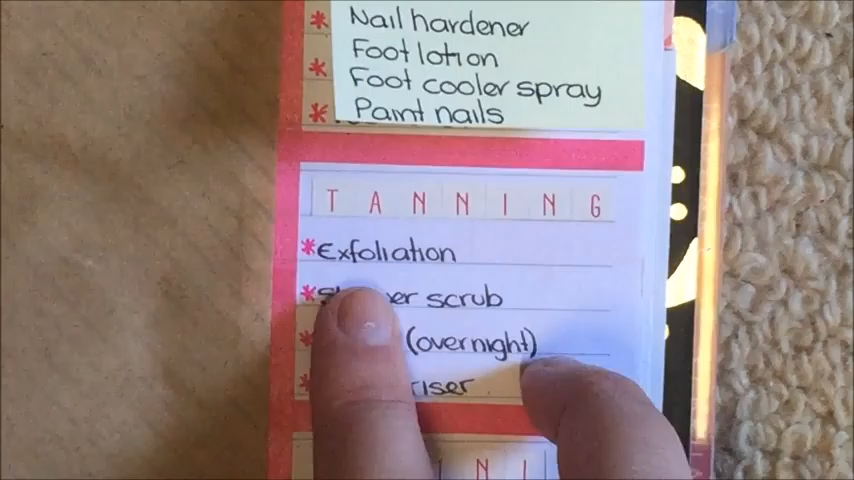 * Nail hardener
Foot lotion
* Foot cooler spray
* Paint nails
TANNING
*Exfoliation
* scrub
* (overnight)
*